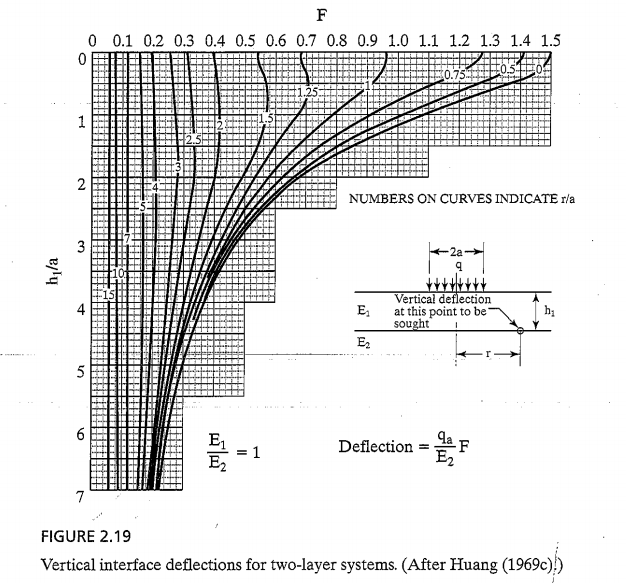 F
0 0.1 0.2 0.3 0.4 0.5 0.6 0.7 0.8 0.9 1.0 1.1 1.2 1.3 1.4 1.5
0
1
2
3
4
5
6
7
h₁/a
0
0.5
0.75
1
1.25
1.5
2
2.5
3
4
5
7
10
15
NUMBERS ON CURVES INDICATE r/a
2a
q
E₁
Vertical deflection
at this point to be
sought
h₁
E₂
r
E₁/E₂ = 1
Deflection = qa/E₂ F
FIGURE 2.19
Vertical interface deflections for two-layer systems. (After Huang (1969c).)